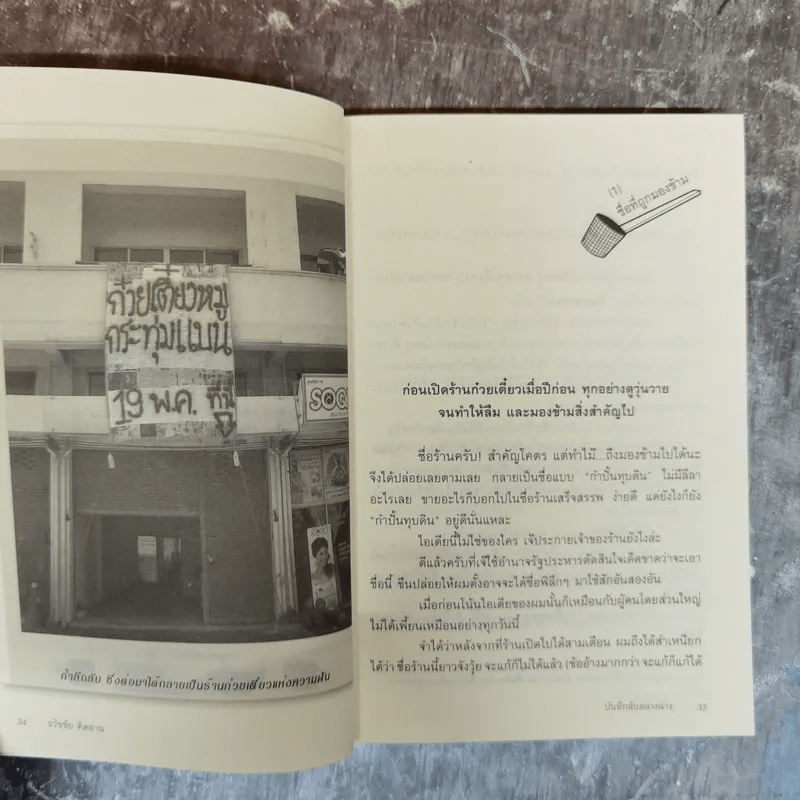 ก๋วยเตี๋ยวหมู
กระทุ่มแบน
19 พ.ค. ที่นี่
ก๋ากึกลับ ซึ่งต่อมาได้กลายเป็นร้านก๋วยเตี๋ยวแห่งความฝัน
34 ธวัชชัย คิดอ่าน
(1)
ชื่อที่ถูกมองข้าม
ก่อนเปิดร้านก๋วยเตี๋ยวเมื่อปีก่อน ทุกอย่างดูวุ่นวาย
จนทำให้ลืม และมองข้ามสิ่งสำคัญไป
ชื่อร้านครับ! สำคัญโคตร แต่ทำไม๊...ถึงมองข้ามไปได้นะ
จึงได้ปล่อยเลยตามเลย กลายเป็นชื่อแบบ “กำปั้นทุบดิน” ไม่มีลีลา
อะไรเลย ขายอะไรก็บอกไปในชื่อร้านเสร็จสรรพ ง่ายดี แต่ยังไงก็ยัง
“กำปั้นทุบดิน” อยู่ดีนั่นแหละ
ไอเดียนี้ไม่ใช่ของใคร เจ๊ประกายเจ้าของร้านยังไงล่ะ
ดีแล้วครับที่เจ๊ใช้อำนาจรัฐประหารตัดสินใจเด็ดขาดว่าจะเอา
ชื่อนี้ ขืนปล่อยให้ผมตั้งอาจจะได้ชื่อพิลึกๆ มาใช้สักอันสองอัน
เมื่อก่อนโน้นไอเดียของผมนั้นก็เหมือนกับผู้คนโดยส่วนใหญ่
ไม่ได้เพี้ยนเหมือนอย่างทุกวันนี้
จำได้ว่าหลังจากที่ร้านเปิดไปได้สามเดือน ผมถึงได้สำเหนียก
ได้ว่า ชื่อร้านนี้ยาวจังวุ้ย จะแก้ก็ไม่ได้แล้ว (ข้ออ้างมากกว่า จะแก้ก็แก้ได้
บันทึกลับอลางฉ่าง 35